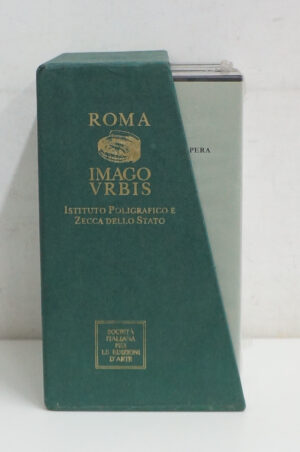 ROMA
IMAGO
VRBIS
ISTITUTO POLIGRAFICO E
ZECCA DELLO STATO
SOCIETÀ
ITALIANA
PER
LE EDIZIONI
D'ARTE
PERA